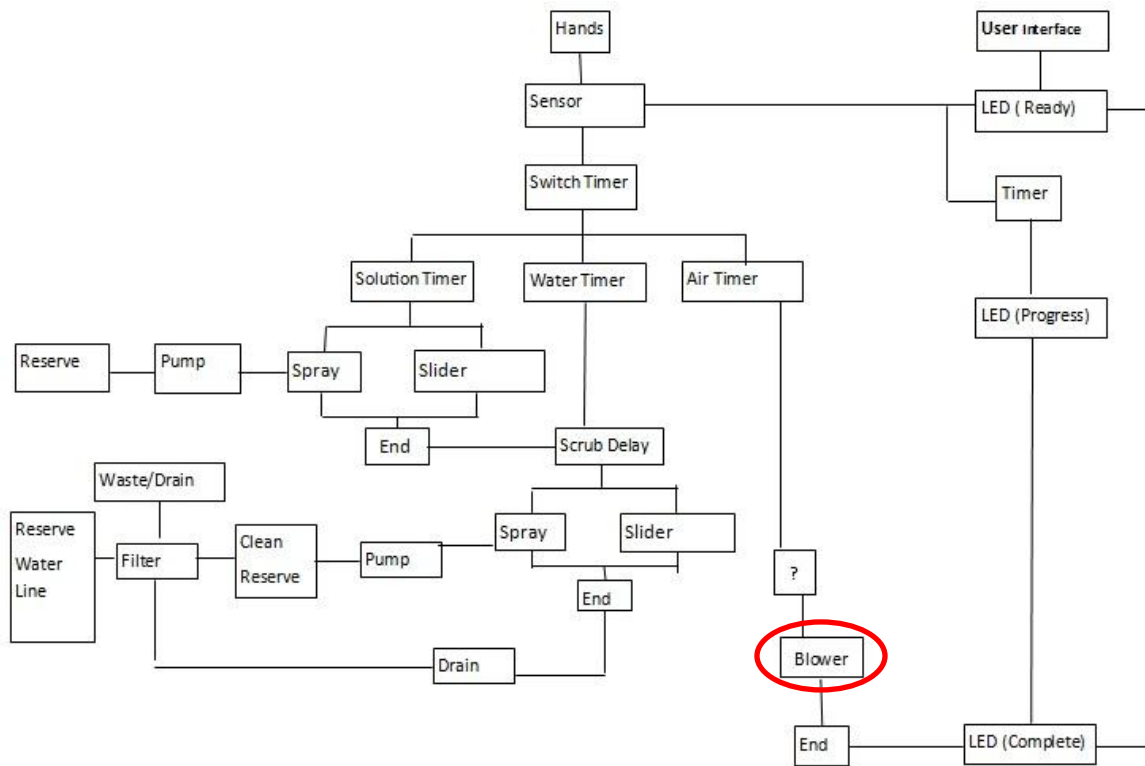 Hands
User Interface
Sensor
LED ( Ready)
Switch Timer
Timer
Solution Timer
Water Timer
Air Timer
LED (Progress)
Reserve
Pump
Spray
Slider
End
Scrub Delay
Waste/Drain
Reserve
Water
Line
Filter
Clean
Reserve
Pump
Spray
Slider
?
End
Drain
Blower
End
LED (Complete)